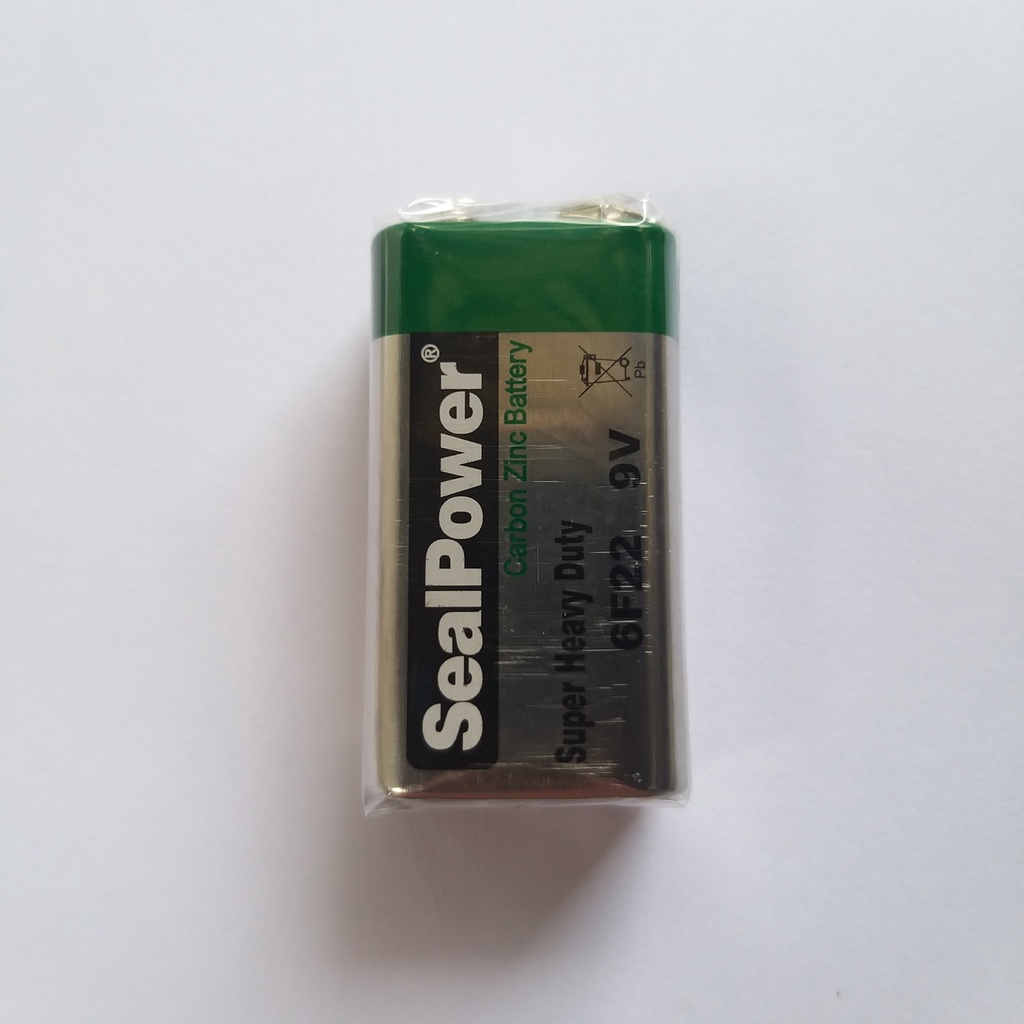 SealPower®
Carbon Zinc Battery
Super Heavy Duty
6F22 9V
Pb